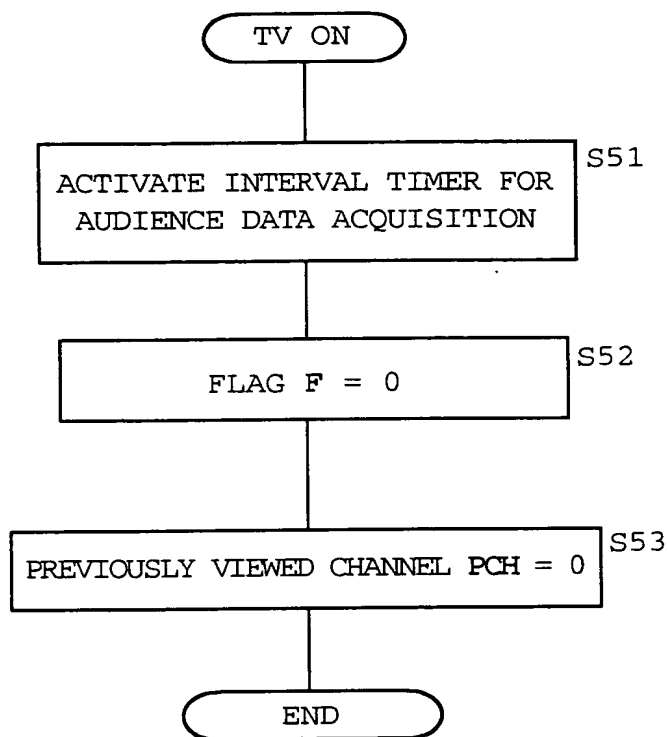 TV ON
ACTIVATE INTERVAL TIMER FOR
AUDIENCE DATA ACQUISITION
S51
FLAG F = 0
S52
PREVIOUSLY VIEWED CHANNEL PCH = 0
S53
END